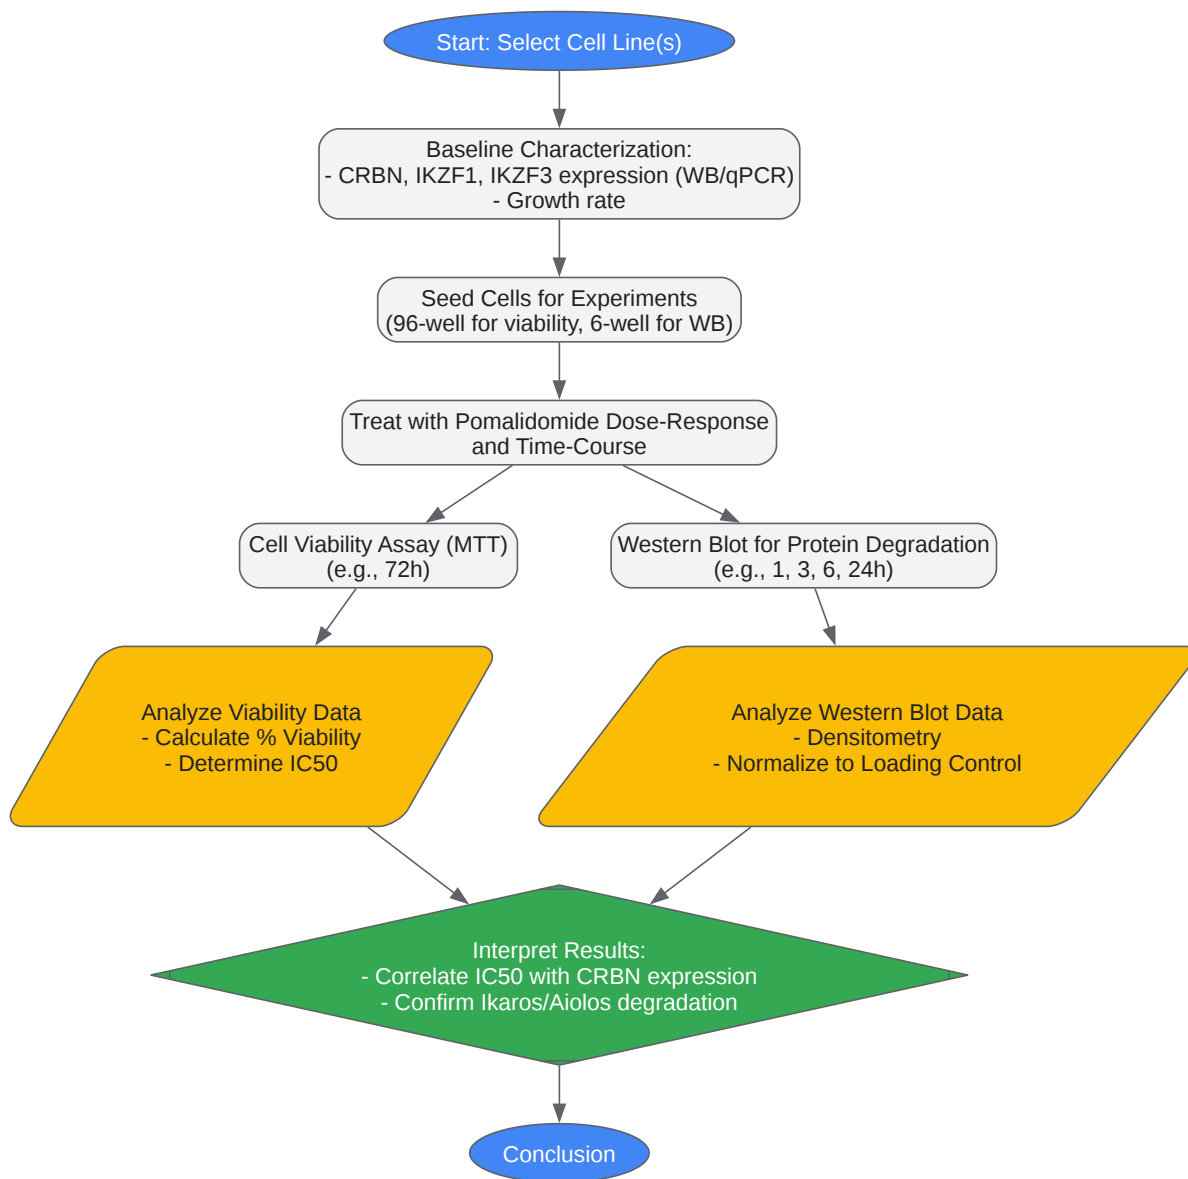 Start: Select Cell Line(s)
Baseline Characterization:
- CRBN, IKZF1, IKZF3 expression (WB/qPCR)
- Growth rate
Seed Cells for Experiments
(96-well for viability, 6-well for WB)
Treat with Pomalidomide Dose-Response
and Time-Course
Cell Viability Assay (MTT)
(e.g., 72h)
Western Blot for Protein Degradation
(e.g., 1, 3, 6, 24h)
Analyze Viability Data
- Calculate % Viability
- Determine IC50
Analyze Western Blot Data
- Densitometry
- Normalize to Loading Control
Interpret Results:
- Correlate IC50 with CRBN expression
- Confirm Ikaros/Aiolos degradation
Conclusion